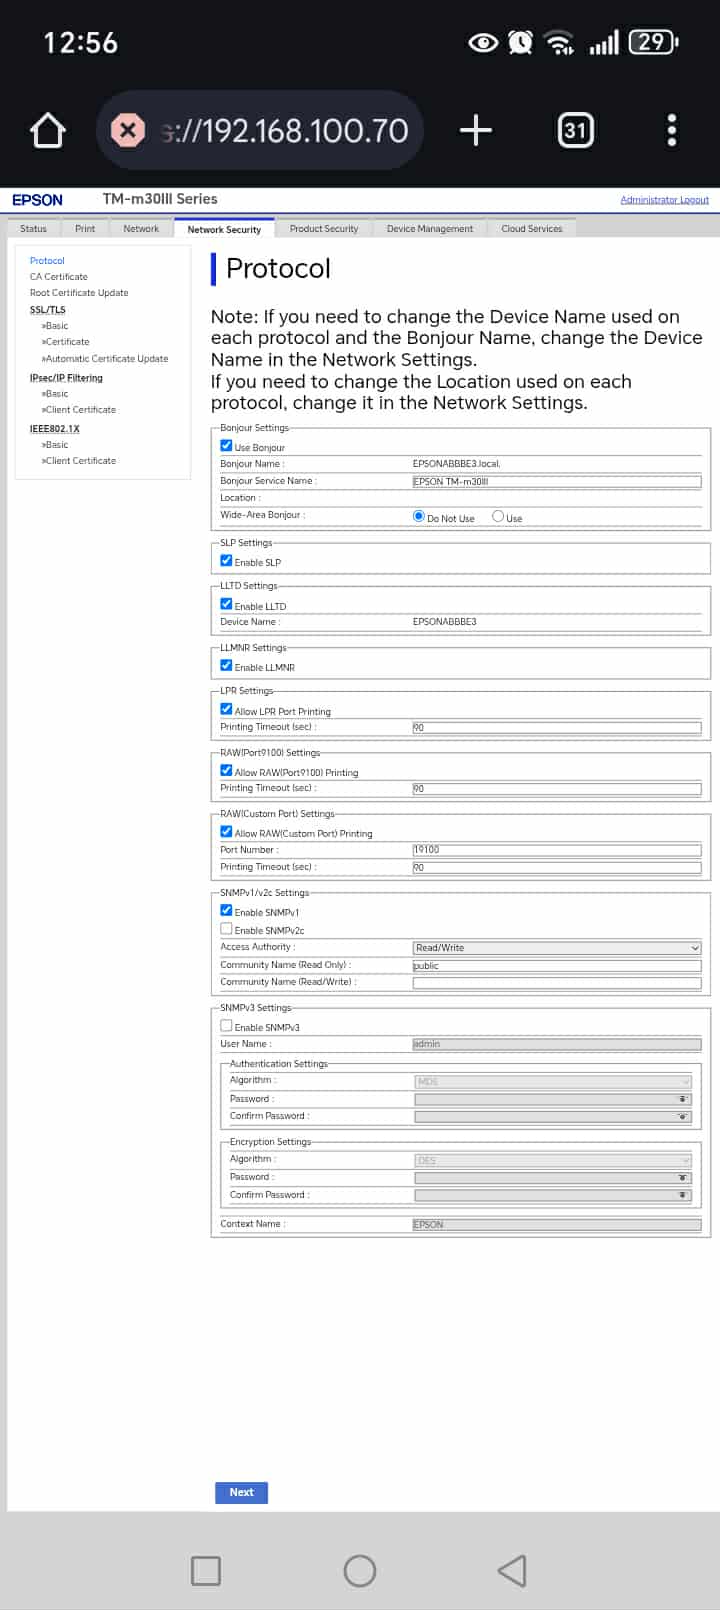 12:56
29
s://192.168.100.70
31
EPSON TM-m30III Series Administrator Logout
Status Print Network Network Security Product Security Device Management Cloud Services
Protocol
CA Certificate
Root Certificate Update
SSL/TLS
»Basic
»Certificate
»Automatic Certificate Update
IPsec/IP Filtering
»Basic
»Client Certificate
IEEE802.1X
»Basic
»Client Certificate
Protocol
Note: If you need to change the Device Name used on
each protocol and the Bonjour Name, change the Device
Name in the Network Settings.
If you need to change the Location used on each
protocol, change it in the Network Settings.
Bonjour Settings
Use Bonjour
Bonjour Name : EPSONABBBE3.local.
Bonjour Service Name : EPSON TM-m30III
Location :
Wide-Area Bonjour : Do Not Use Use
SLP Settings
Enable SLP
LLTD Settings
Enable LLTD
Device Name : EPSONABBBE3
LLMNR Settings
Enable LLMNR
LPR Settings
Allow LPR Port Printing
Printing Timeout (sec) : 90
RAW(Port9100) Settings
Allow RAW(Port9100) Printing
Printing Timeout (sec) : 90
RAW(Custom Port) Settings
Allow RAW(Custom Port) Printing
Port Number : 19100
Printing Timeout (sec) : 90
SNMPv1/v2c Settings
Enable SNMPv1
Enable SNMPv2c
Access Authority : Read/Write
Community Name (Read Only) : public
Community Name (Read/Write) :
SNMPv3 Settings
Enable SNMPv3
User Name : admin
Authentication Settings
Algorithm : MD5
Password :
Confirm Password :
Encryption Settings
Algorithm : DES
Password :
Confirm Password :
Context Name : EPSON
Next